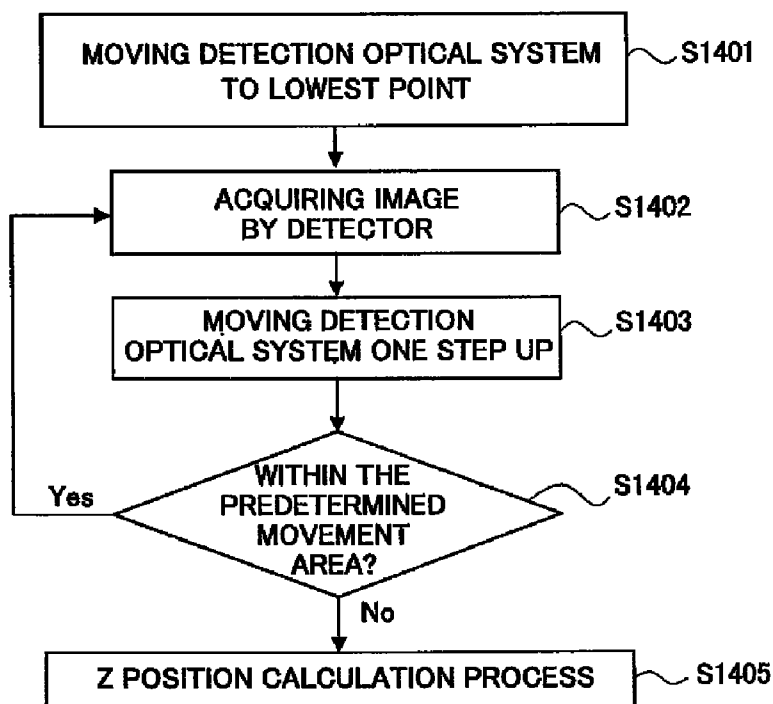 MOVING DETECTION OPTICAL SYSTEM
TO LOWEST POINT
S1401
ACQUIRING IMAGE
BY DETECTOR
S1402
MOVING DETECTION
OPTICAL SYSTEM ONE STEP UP
S1403
WITHIN THE
PREDETERMINED
MOVEMENT
AREA?
S1404
Yes
No
Z POSITION CALCULATION PROCESS
S1405